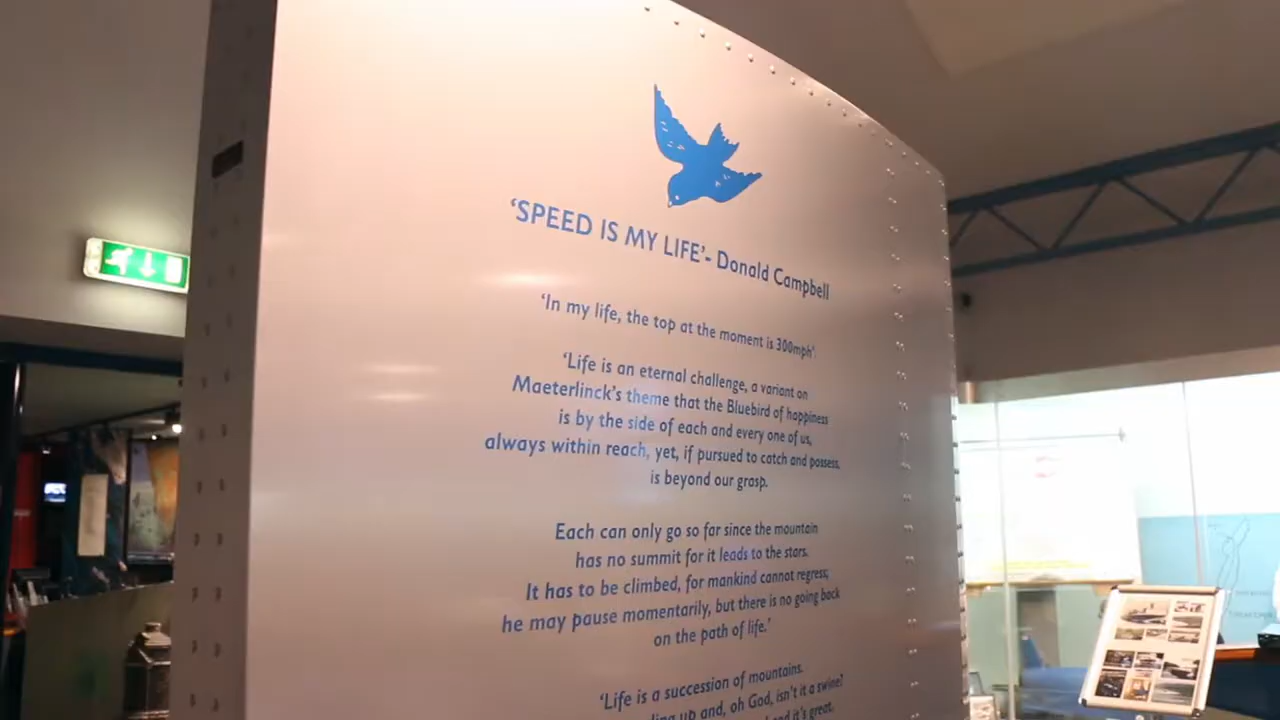 'SPEED IS MY LIFE'- Donald Campbell
'In my life, the top at the moment is 300mph'
'Life is an eternal challenge, a variant on
Maeterlinck's theme that the Bluebird of happiness
is by the side of each and every one of us,
always within reach, yet, if pursued to catch and possess,
is beyond our grasp.
Each can only go so far since the mountain
has no summit for it leads to the stars.
It has to be climbed, for mankind cannot regress;
he may pause momentarily, but there is no going back
on the path of life.'
'Life is a succession of mountains.
up and, oh God, isn't it a swine?
and it's great.